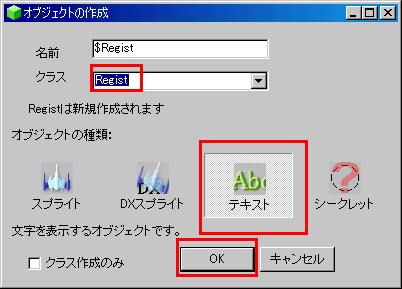 オブジェクトの作成
名前 $Regist
クラス Regist
Registは新規作成されます
オブジェクトの種類:
DX
Abc
?
スプライト DXスプライト テキスト シークレット
文字を表示するオブジェクトです。
クラス作成のみ OK キャンセル